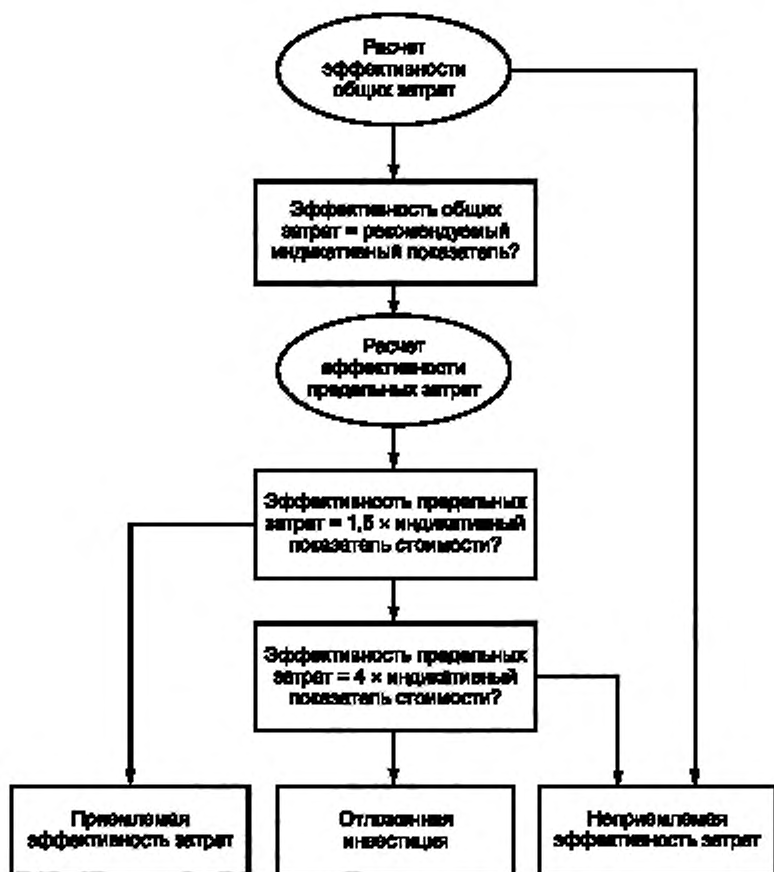 Расчет
эффективности
общих затрат
Эффективность общих
затрат = рекомендуемый
индикативный показатель?
Расчет
эффективности
предельных затрат
Эффективность предельных
затрат = 1,5 × индикативный
показатель стоимости?
Эффективность предельных
затрат = 4 × индикативный
показатель стоимости?
Приемлемая
эффективность затрат
Отложенная
инвестиция
Неприемлемая
эффективность затрат